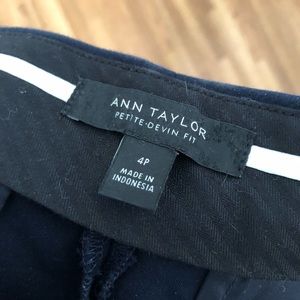 ANN TAYLOR
PETITE·DEVIN FIT
4P
MADE IN
INDONESIA